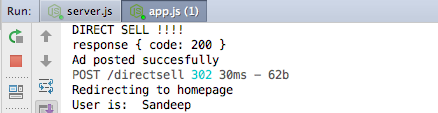 Run: server.js app.js (1)
DIRECT SELL !!!!
response { code: 200 }
Ad posted succesfully
POST /directsell 302 30ms - 62b
Redirecting to homepage
User is:  Sandeep